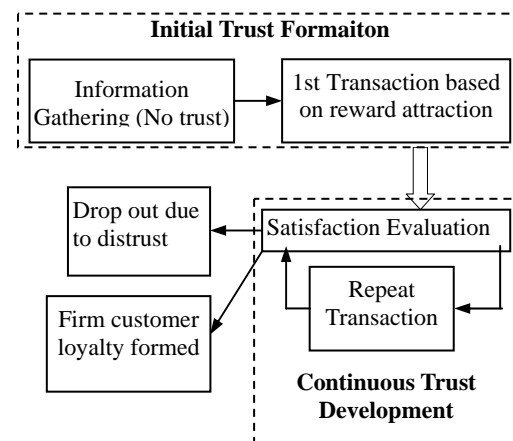 Initial Trust Formaiton
Information
Gathering (No trust)
1st Transaction based
on reward attraction
Satisfaction Evaluation
Drop out due
to distrust
Repeat
Transaction
Firm customer
loyalty formed
Continuous Trust
Development